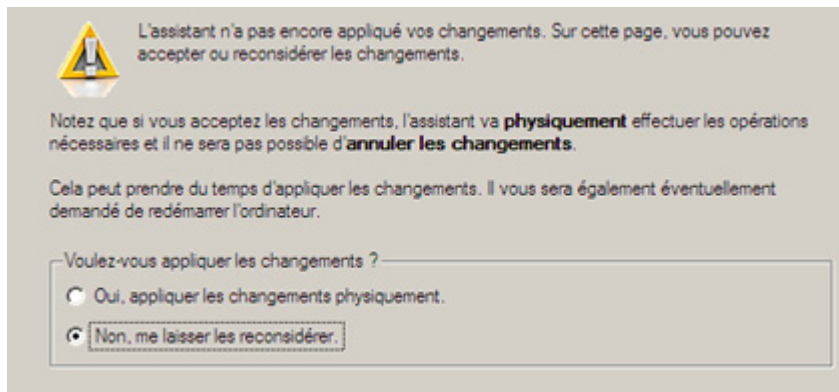 L'assistant n'a pas encore appliqué vos changements. Sur cette page, vous pouvez
accepter ou reconsidérer les changements.
Notez que si vous acceptez les changements, l'assistant va physiquement effectuer les opérations
nécessaires et il ne sera pas possible d'annuler les changements.
Cela peut prendre du temps d'appliquer les changements. Il vous sera également éventuellement
demandé de redémarrer l'ordinateur.
Voulez-vous appliquer les changements ?
Oui, appliquer les changements physiquement.
Non, me laisser les reconsidérer.